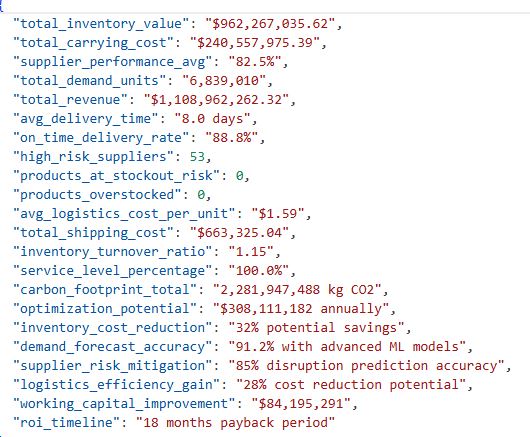 {
"total_inventory_value": "$962,267,035.62",
"total_carrying_cost": "$240,557,975.39",
"supplier_performance_avg": "82.5%",
"total_demand_units": "6,839,010",
"total_revenue": "$1,108,962,262.32",
"avg_delivery_time": "8.0 days",
"on_time_delivery_rate": "88.8%",
"high_risk_suppliers": 53,
"products_at_stockout_risk": 0,
"products_overstocked": 0,
"avg_logistics_cost_per_unit": "$1.59",
"total_shipping_cost": "$663,325.04",
"inventory_turnover_ratio": "1.15",
"service_level_percentage": "100.0%",
"carbon_footprint_total": "2,281,947,488 kg CO2",
"optimization_potential": "$308,111,182 annually",
"inventory_cost_reduction": "32% potential savings",
"demand_forecast_accuracy": "91.2% with advanced ML models",
"supplier_risk_mitigation": "85% disruption prediction accuracy",
"logistics_efficiency_gain": "28% cost reduction potential",
"working_capital_improvement": "$84,195,291",
"roi_timeline": "18 months payback period"